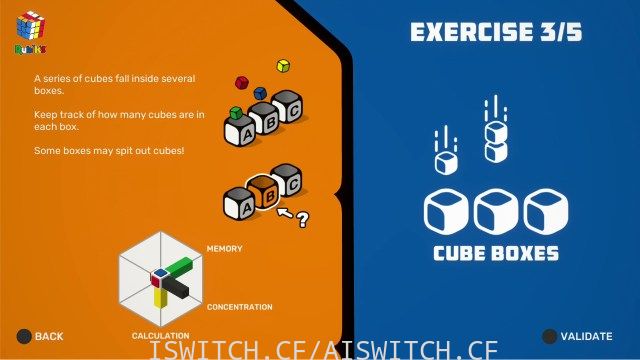 Rubik's
EXERCISE 3/5
A series of cubes fall inside several
boxes.
Keep track of how many cubes are in
each box.
Some boxes may spit out cubes!
A B C
A B C
?
CUBE BOXES
MEMORY
CONCENTRATION
CALCULATION
BACK
VALIDATE
ISWITCH.CF/AISWITCH.CF